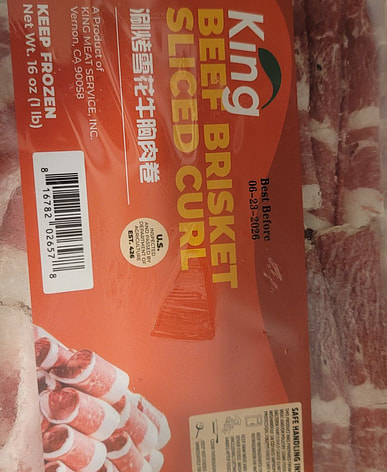 King
BEEF BRISKET
SLICED CURL
涮烤雪花牛胸肉卷
A Product of
KING MEAT SERVICE, INC.
Vernon, CA 90058
KEEP FROZEN
Net Wt. 16 oz (1 lb)
Best Before
06-23-2026
U.S.
INSPECTED
AND PASSED BY
DEPARTMENT OF
AGRICULTURE
EST. 426
8 16782 02657 8
SAFE HANDLING IN